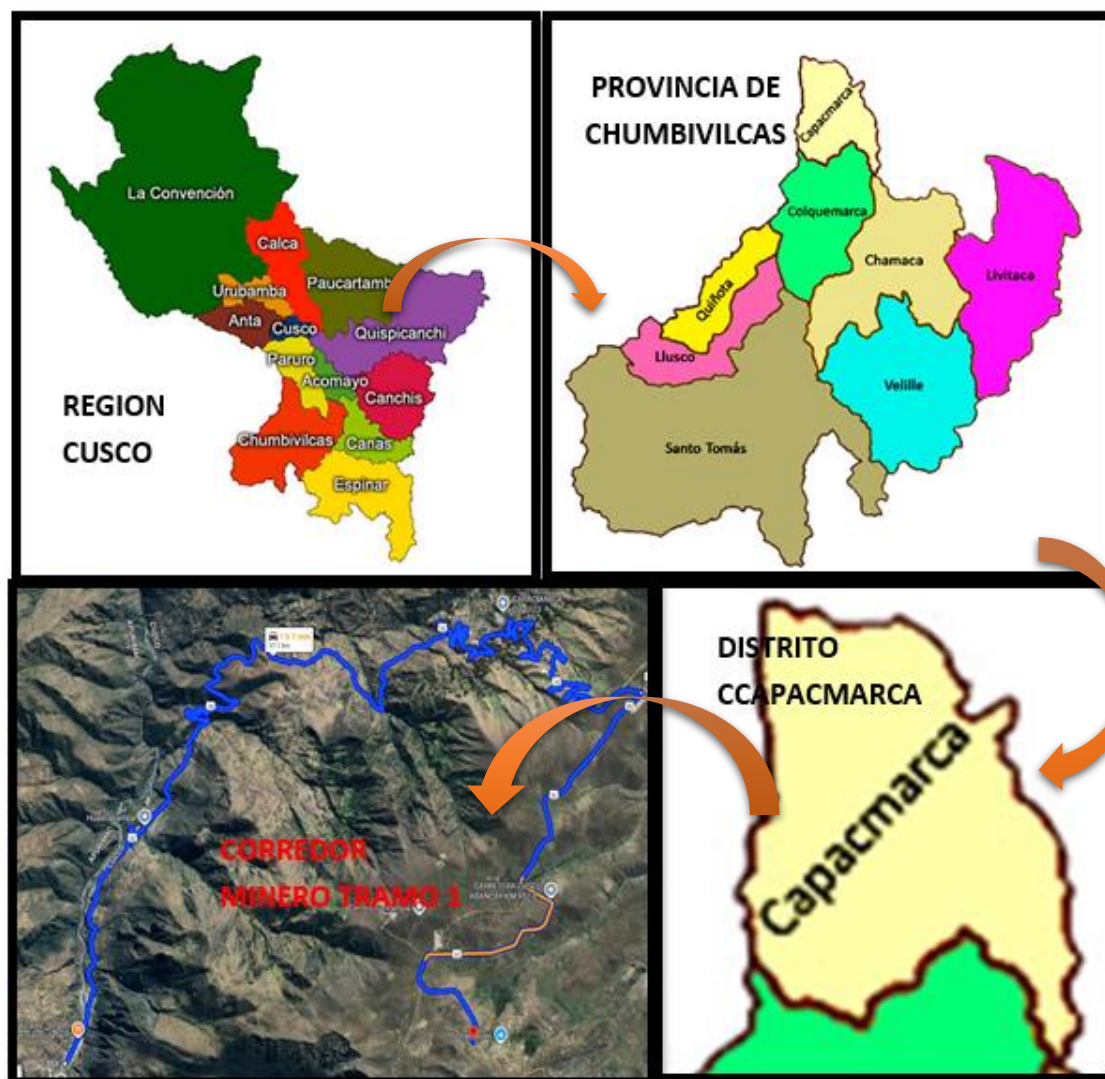 La Convención
Calca
Paucartamb
Urubamba
Anta
Cusco
Quispicanchi
Paruro
Acomayo
Canchis
REGION
CUSCO
Chumbivilcas
Canas
Espinar
PROVINCIA DE
CHUMBIVILCAS
Capacmarca
Colquemarca
Chamaca
Livitaca
Quiñota
Llusco
Velille
Santo Tomás
CORREDOR
MINERO TRAMO 1
DISTRITO
CCAPACMARCA
Capacmarca